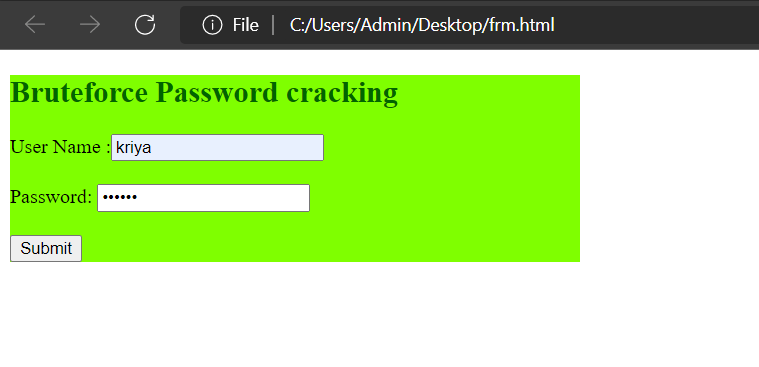 File | C:/Users/Admin/Desktop/frm.html
Bruteforce Password cracking
User Name : kriya
Password: ••••••
Submit